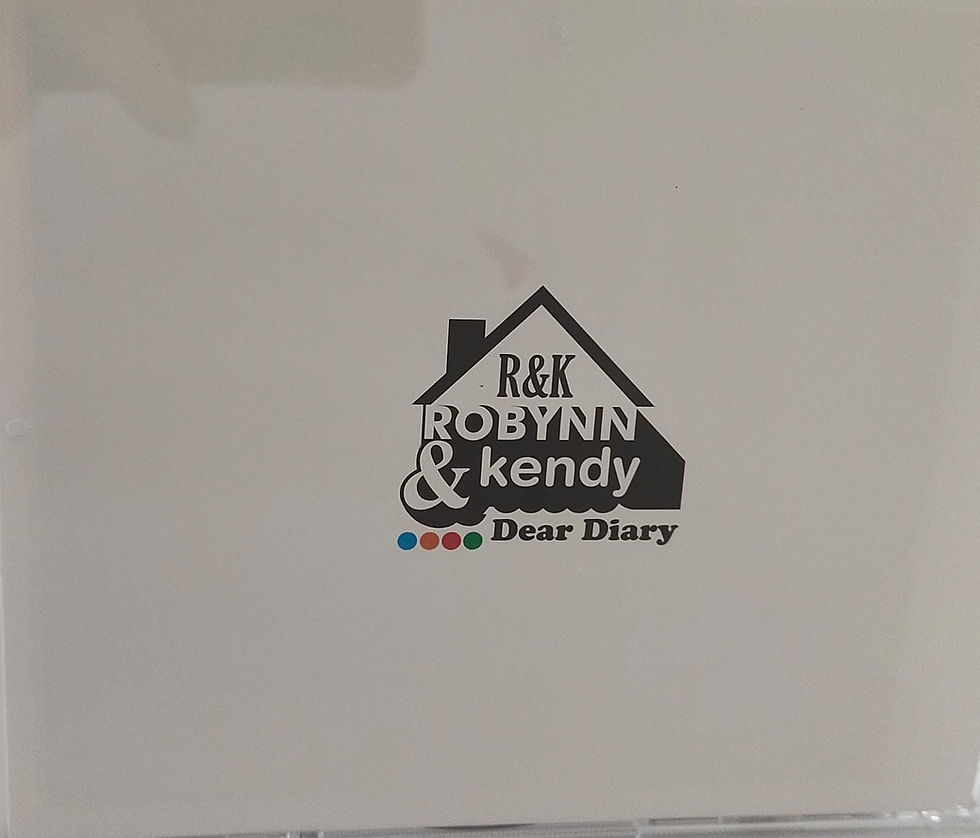 R&K
ROBYNN
& kendy
Dear Diary